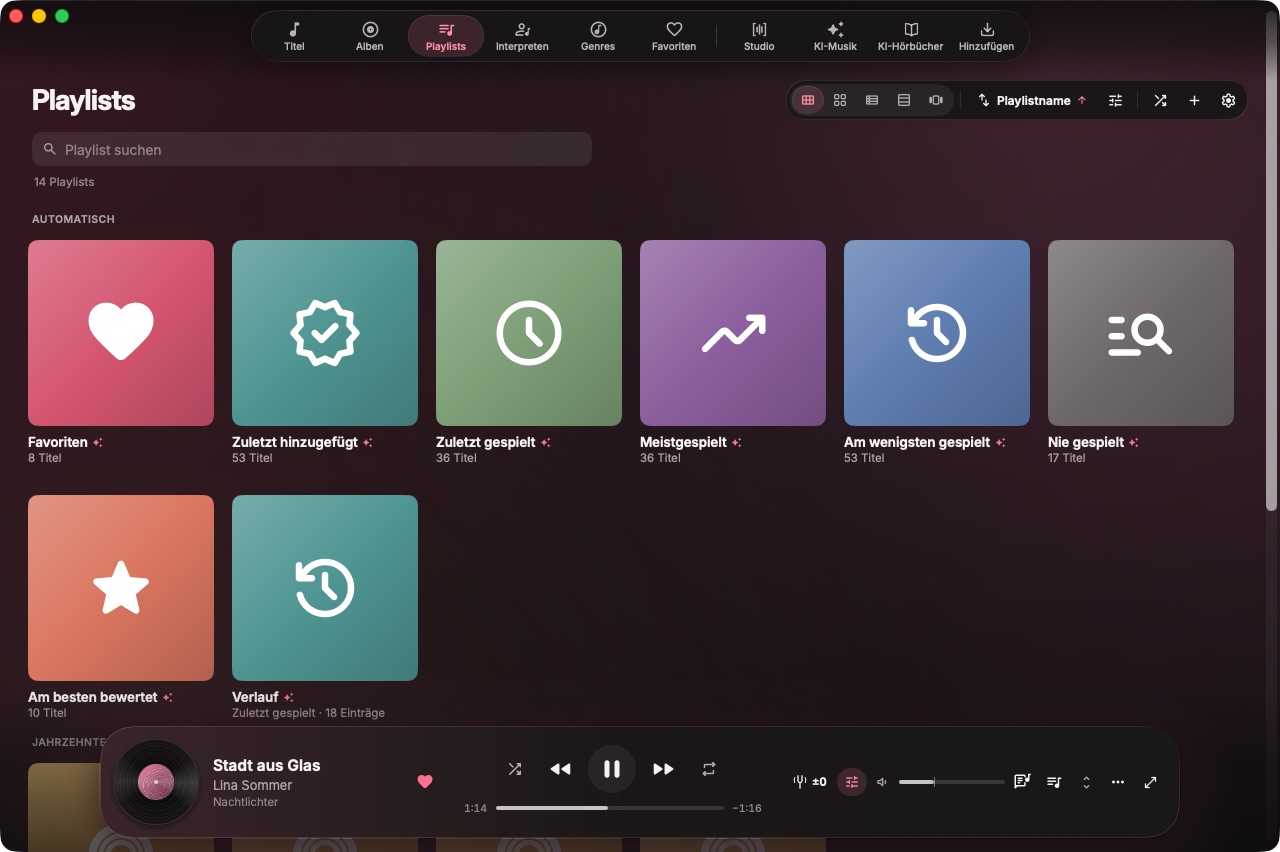 Titel
Alben
Playlists
Interpreten
Genres
Favoriten
Studio
KI-Musik
KI-Hörbücher
Hinzufügen
Playlists
Playlistname
Playlist suchen
14 Playlists
AUTOMATISCH
Favoriten
8 Titel
Zuletzt hinzugefügt
53 Titel
Zuletzt gespielt
36 Titel
Meistgespielt
36 Titel
Am wenigsten gespielt
53 Titel
Nie gespielt
17 Titel
Am besten bewertet
10 Titel
Verlauf
Zuletzt gespielt · 18 Einträge
JAHRZEHNTE
Stadt aus Glas
Lina Sommer
Nachtlichter
1:14
−1:16
±0